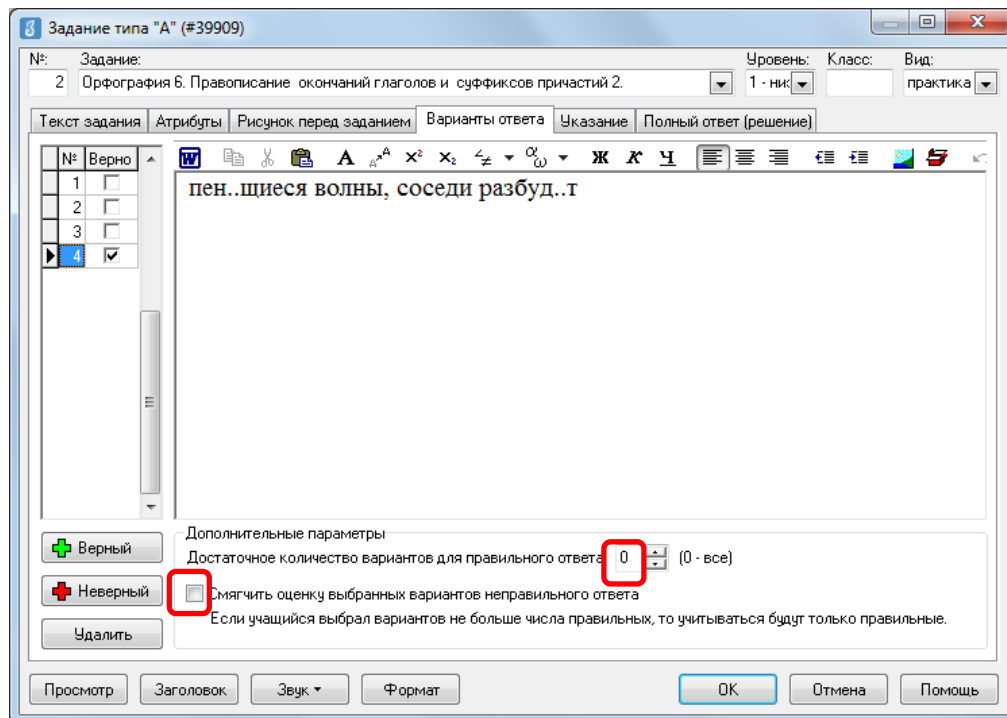 Задание типа "А" (#39909)
№: Задание: Уровень: Класс: Вид:
2 Орфография 6. Правописание окончаний глаголов и суффиксов причастий 2. 1 - ни практика
Текст задания Атрибуты Рисунок перед заданием Варианты ответа Указание Полный ответ (решение)
№ Верно
Ж К Ч
1
2
3
4
пен..щиеся волны, соседи разбуд..т
Дополнительные параметры
Верный
Достаточное количество вариантов для правильного ответа 0 (0 - все)
Неверный
Смягчить оценку выбранных вариантов неправильного ответа
Если учащийся выбрал вариантов не больше числа правильных, то учитываться будут только правильные.
Удалить
Просмотр Заголовок Звук Формат OK Отмена Помощь